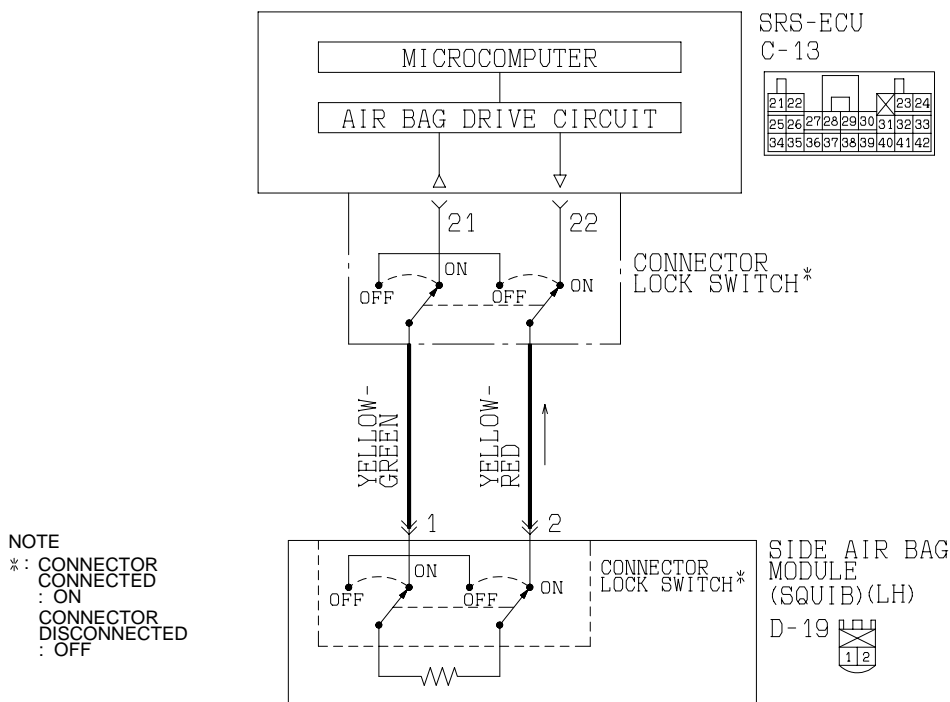 SRS-ECU
C-13
MICROCOMPUTER
AIR BAG DRIVE CIRCUIT
21 22 23 24
25 26 27 28 29 30 31 32 33
34 35 36 37 38 39 40 41 42
21 22
CONNECTOR
LOCK SWITCH*
OFF ON OFF ON
YELLOW-
GREEN
YELLOW-
RED
1 2
NOTE
*: CONNECTOR
CONNECTED
: ON
CONNECTOR
DISCONNECTED
: OFF
OFF ON OFF ON
CONNECTOR
LOCK SWITCH*
SIDE AIR BAG
MODULE
(SQUIB)(LH)
D-19
1 2